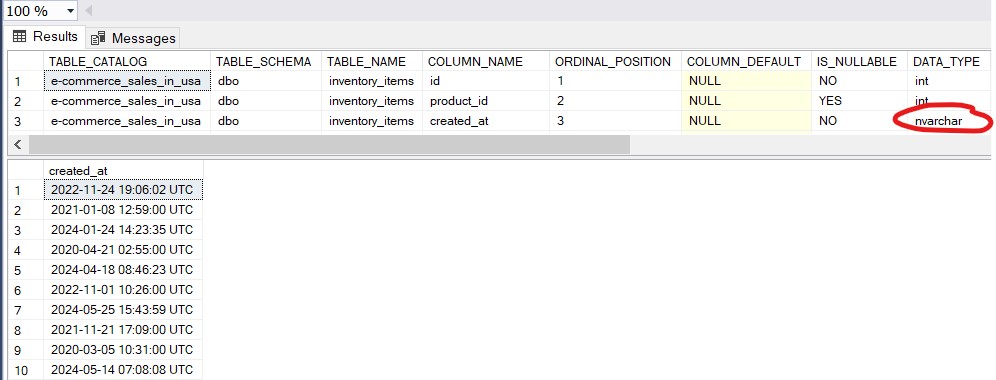 100 %
Results Messages
TABLE_CATALOG TABLE_SCHEMA TABLE_NAME COLUMN_NAME ORDINAL_POSITION COLUMN_DEFAULT IS_NULLABLE DATA_TYPE
1 e-commerce_sales_in_usa dbo inventory_items id 1 NULL NO int
2 e-commerce_sales_in_usa dbo inventory_items product_id 2 NULL YES int
3 e-commerce_sales_in_usa dbo inventory_items created_at 3 NULL NO nvarchar
created_at
1 2022-11-24 19:06:02 UTC
2 2021-01-08 12:59:00 UTC
3 2024-01-24 14:23:35 UTC
4 2020-04-21 02:55:00 UTC
5 2024-04-18 08:46:23 UTC
6 2022-11-01 10:26:00 UTC
7 2024-05-25 15:43:59 UTC
8 2021-11-21 17:09:00 UTC
9 2020-03-05 10:31:00 UTC
10 2024-05-14 07:08:08 UTC